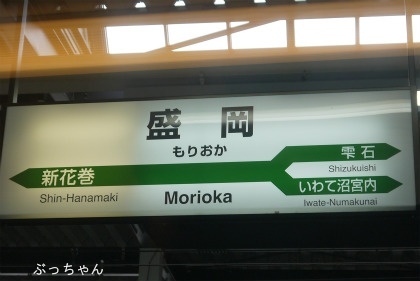 盛岡
もりおか
Morioka
新花巻
Shin-Hanamaki
雫石
Shizukuishi
いわて沼宮内
Iwate-Numakunai
ぶっちゃん